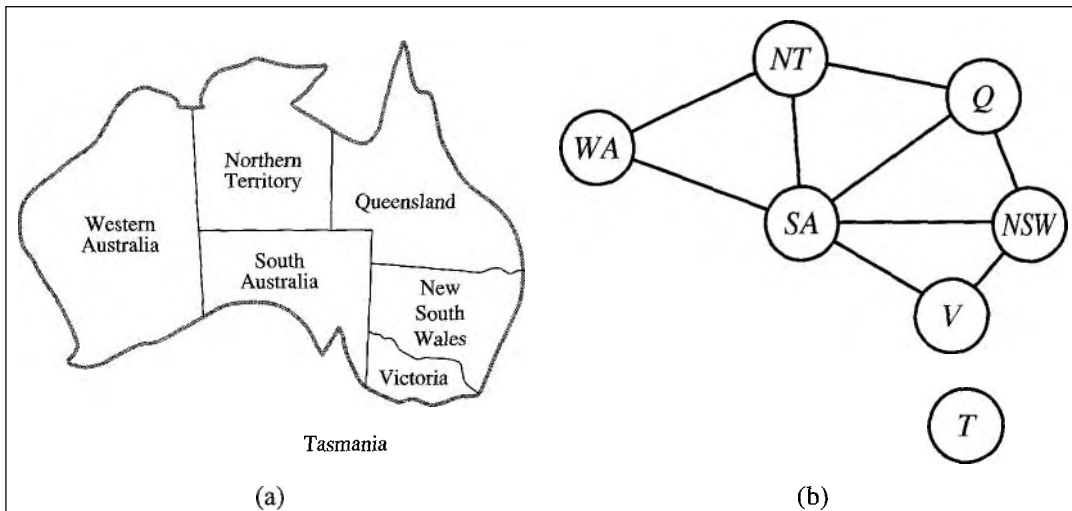 Western
Australia
Northern
Territory
Queensland
South
Australia
New
South
Wales
Victoria
Tasmania
(a)
NT
Q
WA
SA
NSW
V
T
(b)